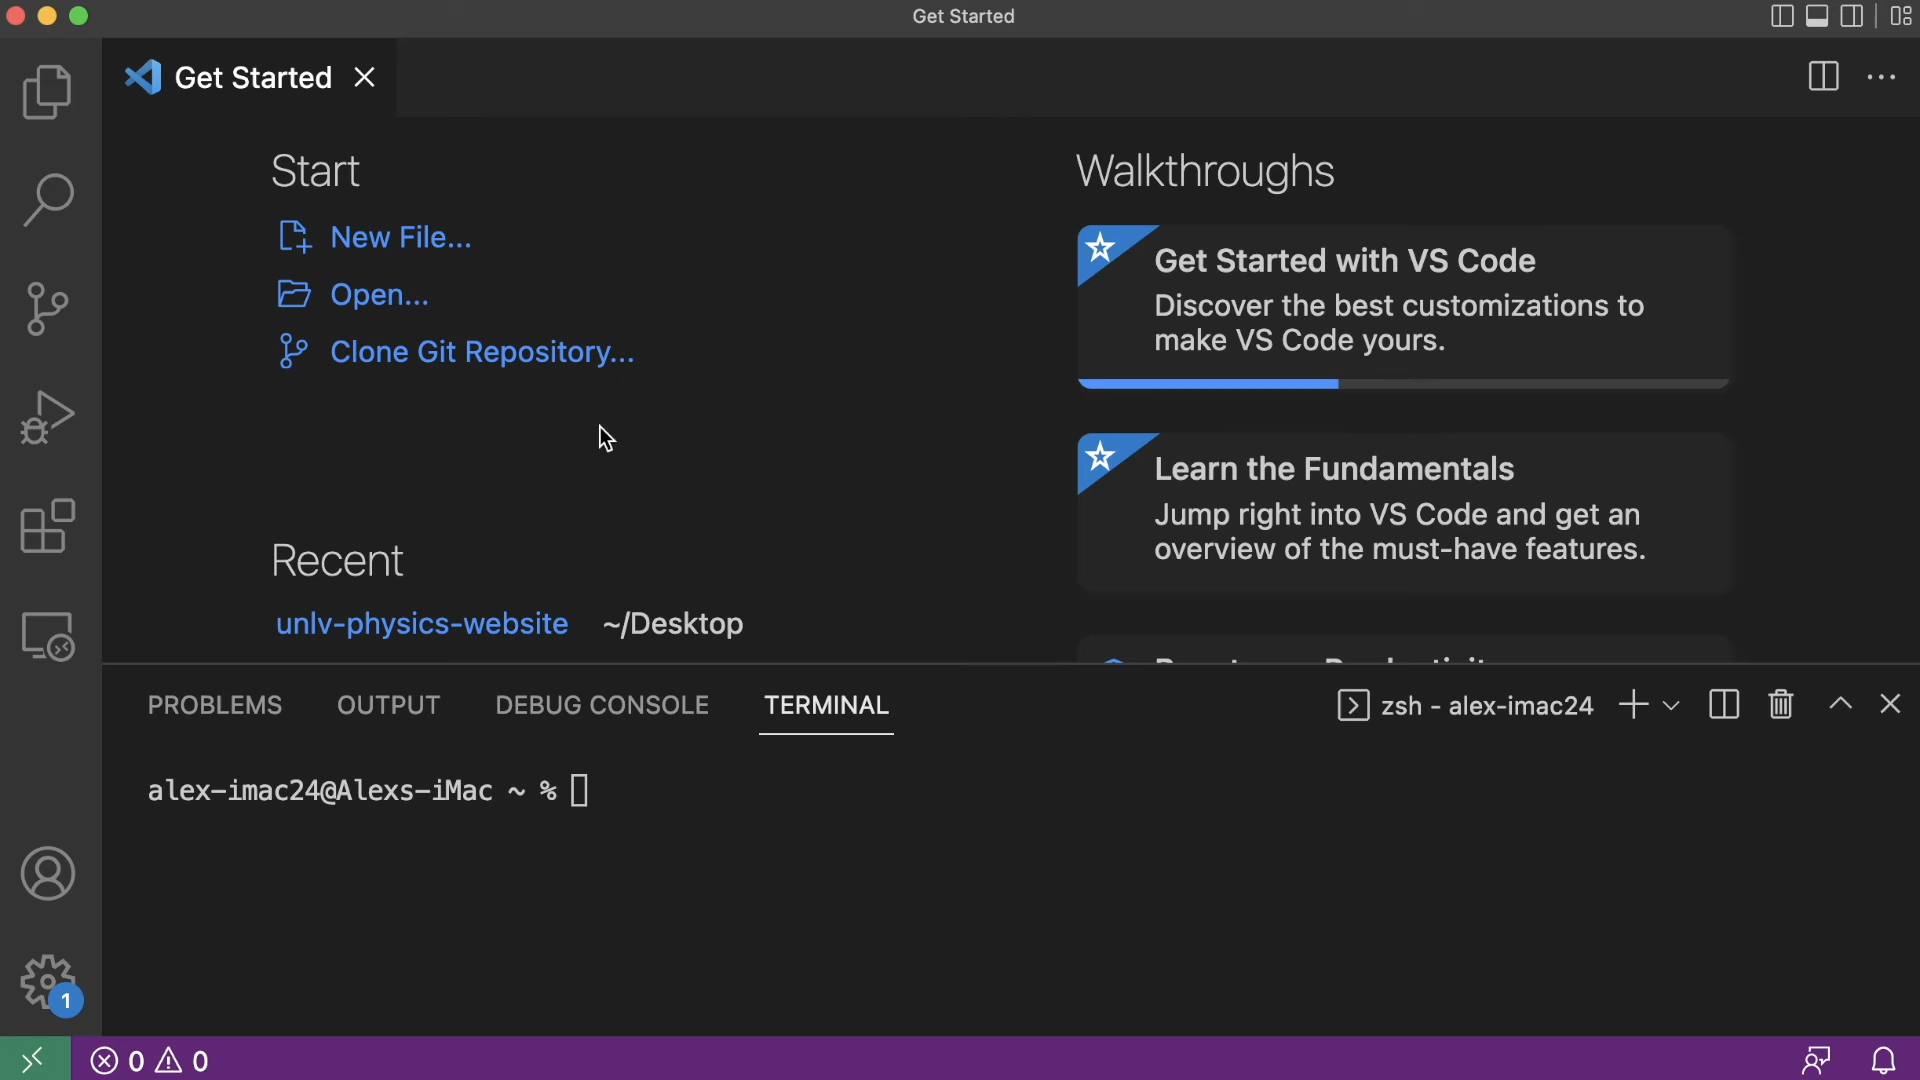 Get Started
Get Started
Start
New File...
Open...
Clone Git Repository...
Recent
unlv-physics-website ~/Desktop
Walkthroughs
Get Started with VS Code
Discover the best customizations to
make VS Code yours.
Learn the Fundamentals
Jump right into VS Code and get an
overview of the must-have features.
PROBLEMS OUTPUT DEBUG CONSOLE TERMINAL
zsh - alex-imac24
alex-imac24@Alexs-iMac ~ %
1
0 0